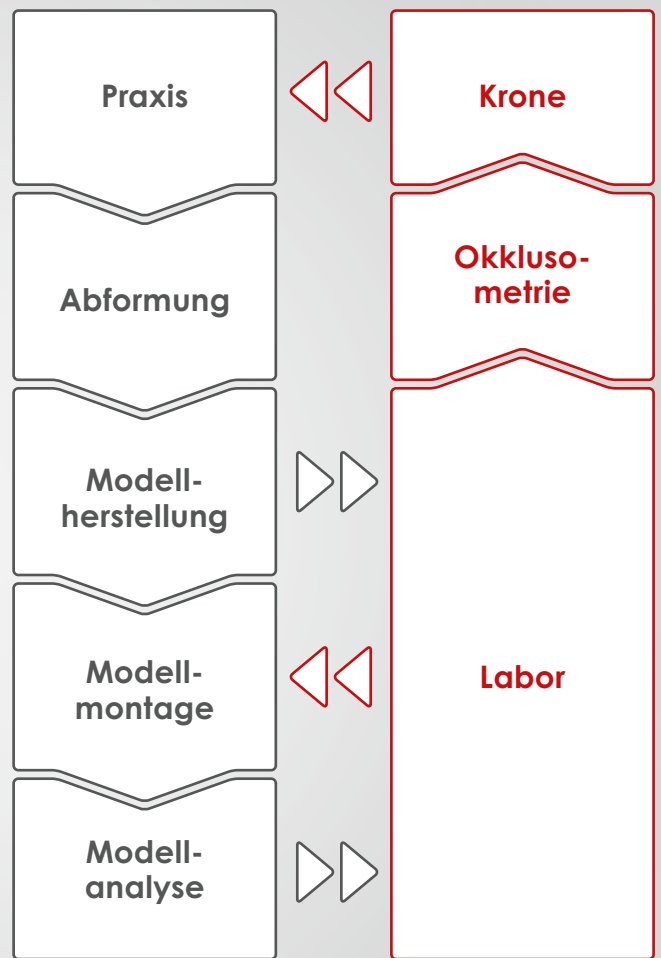 Praxis
Abformung
Modell-
herstellung
Modell-
montage
Modell-
analyse
Krone
Okkluso-
metrie
Labor